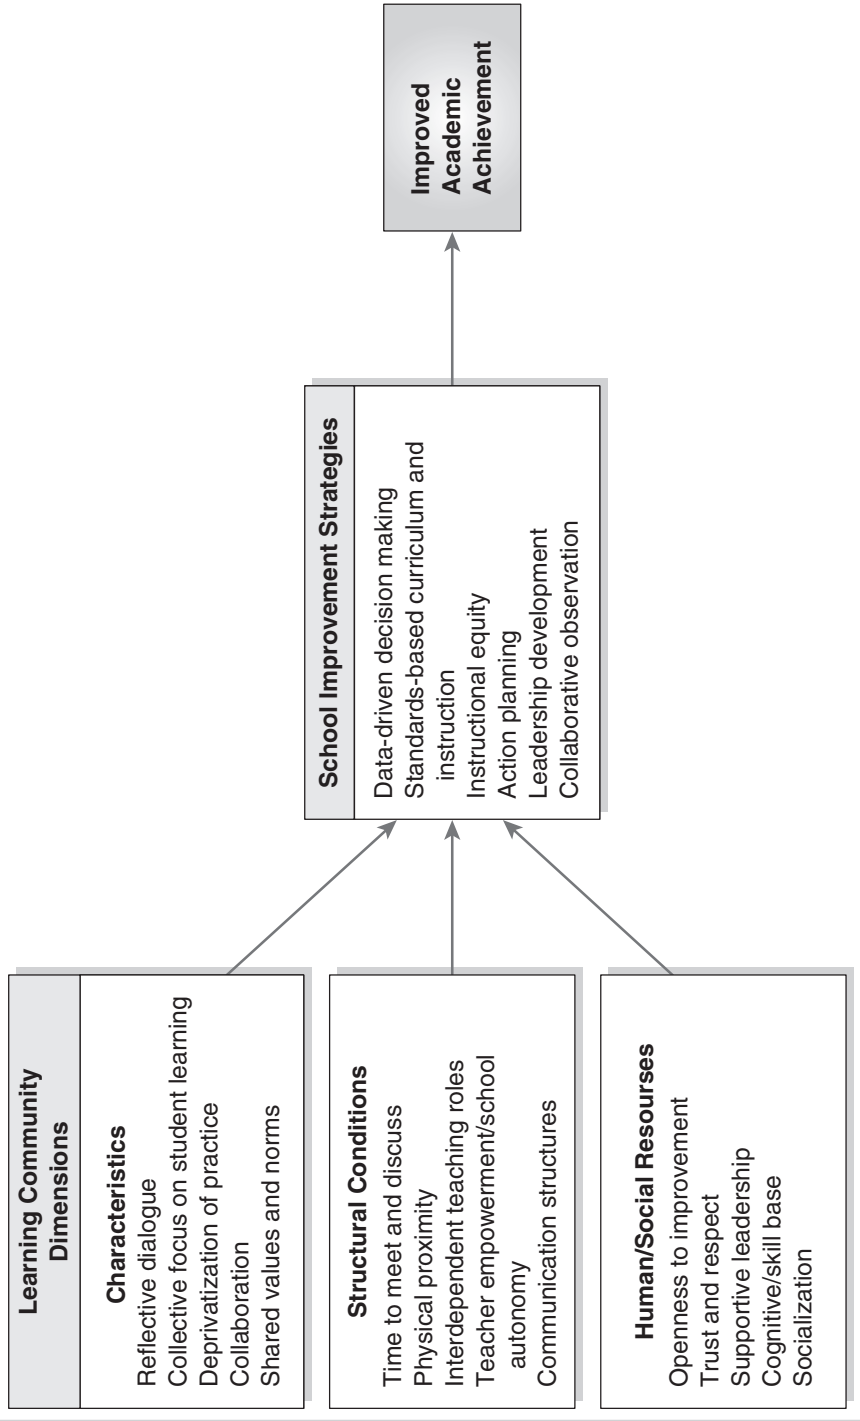 Learning Community
Dimensions
Characteristics
Reflective dialogue
Collective focus on student learning
Deprivatization of practice
Collaboration
Shared values and norms
Structural Conditions
Time to meet and discuss
Physical proximity
Interdependent teaching roles
Teacher empowerment/school
autonomy
Communication structures
Human/Social Resourses
Openness to improvement
Trust and respect
Supportive leadership
Cognitive/skill base
Socialization
School Improvement Strategies
Data-driven decision making
Standards-based curriculum and
instruction
Instructional equity
Action planning
Leadership development
Collaborative observation
Improved
Academic
Achievement